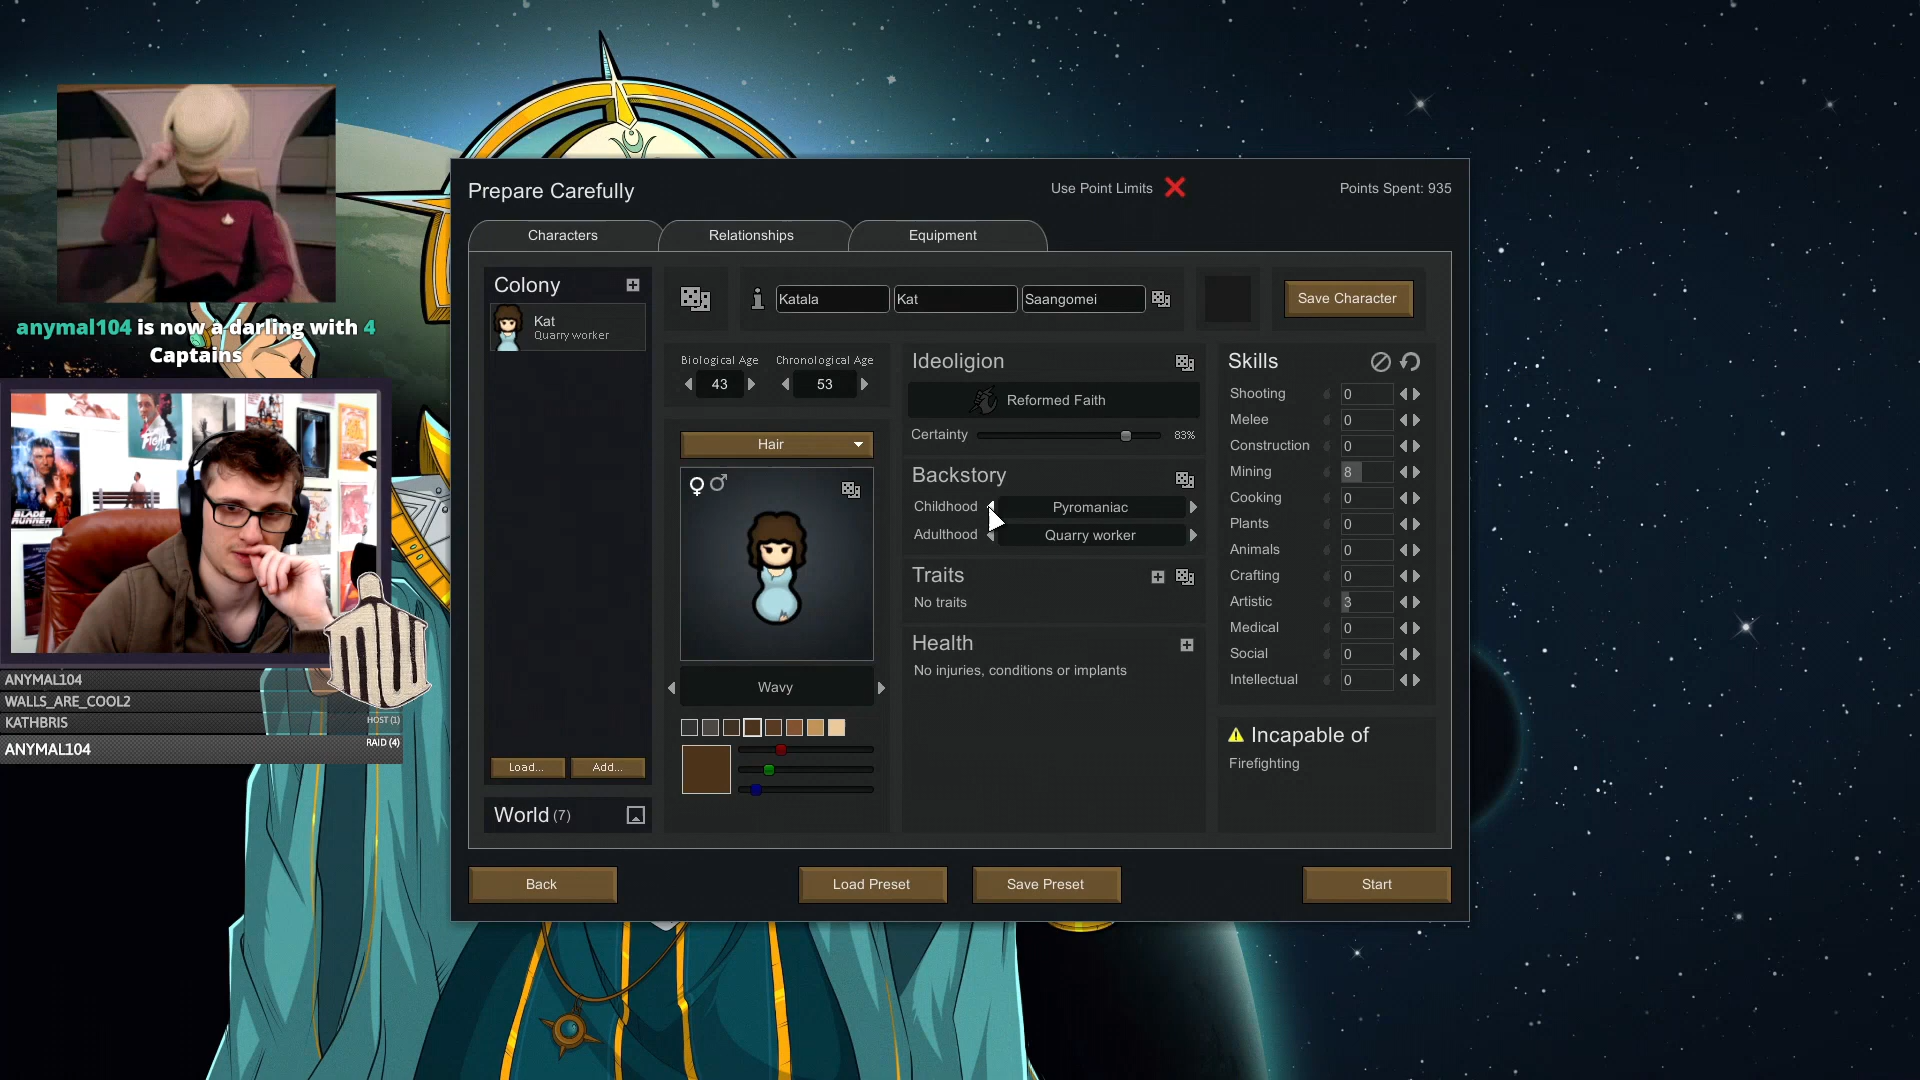 Prepare Carefully
Use Point Limits
Points Spent: 935
Characters
Relationships
Equipment
Colony
Kat
Quarry worker
Load...
Add...
World (7)
Katala
Kat
Saangomei
Save Character
Biological Age
Chronological Age
43
53
Hair
Wavy
Ideoligion
Reformed Faith
Certainty
83%
Backstory
Childhood
Pyromaniac
Adulthood
Quarry worker
Traits
No traits
Health
No injuries, conditions or implants
Skills
Shooting 0
Melee 0
Construction 0
Mining 8
Cooking 0
Plants 0
Animals 0
Crafting 0
Artistic 3
Medical 0
Social 0
Intellectual 0
Incapable of
Firefighting
Back
Load Preset
Save Preset
Start
anymal104 is now a darling with 4
Captains
BLADE
RUNNER
FIGHT
MW
ANYMAL104
WALLS_ARE_COOL2
KATHBRIS
HOST (1)
ANYMAL104
RAID (4)